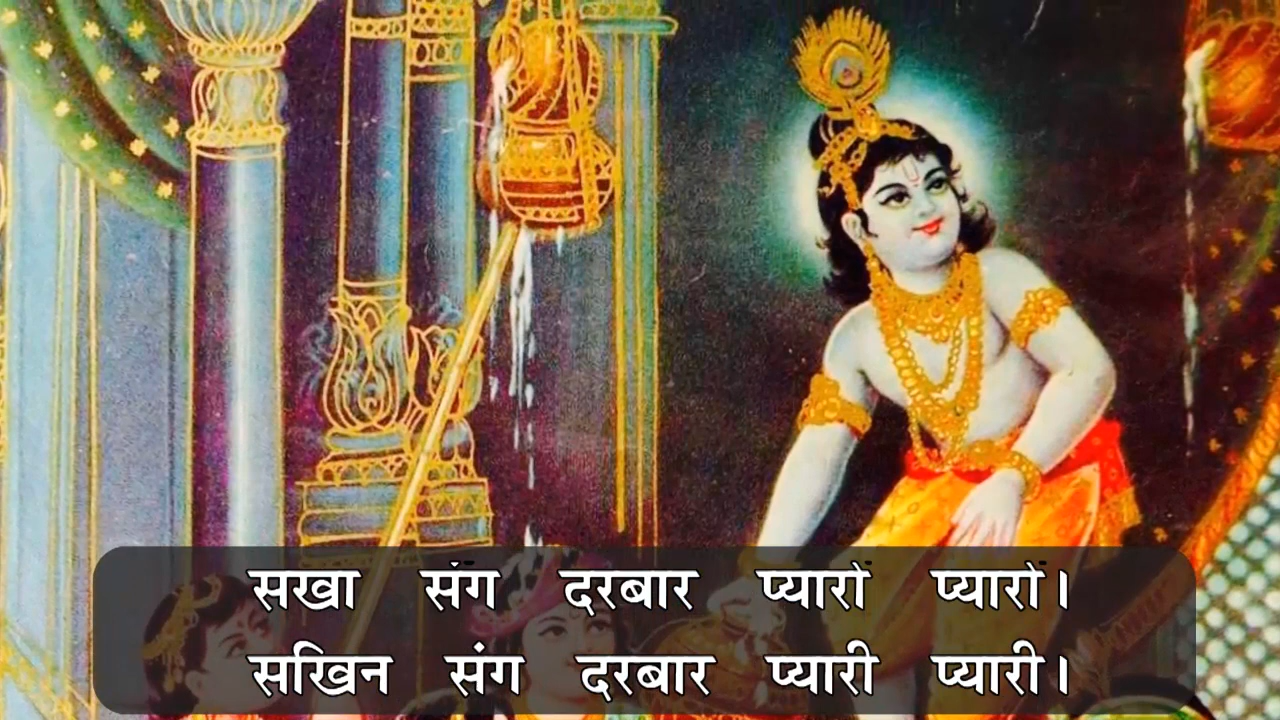 सखा संग दरबार प्यारो प्यारो।
सखिन संग दरबार प्यारी प्यारी।